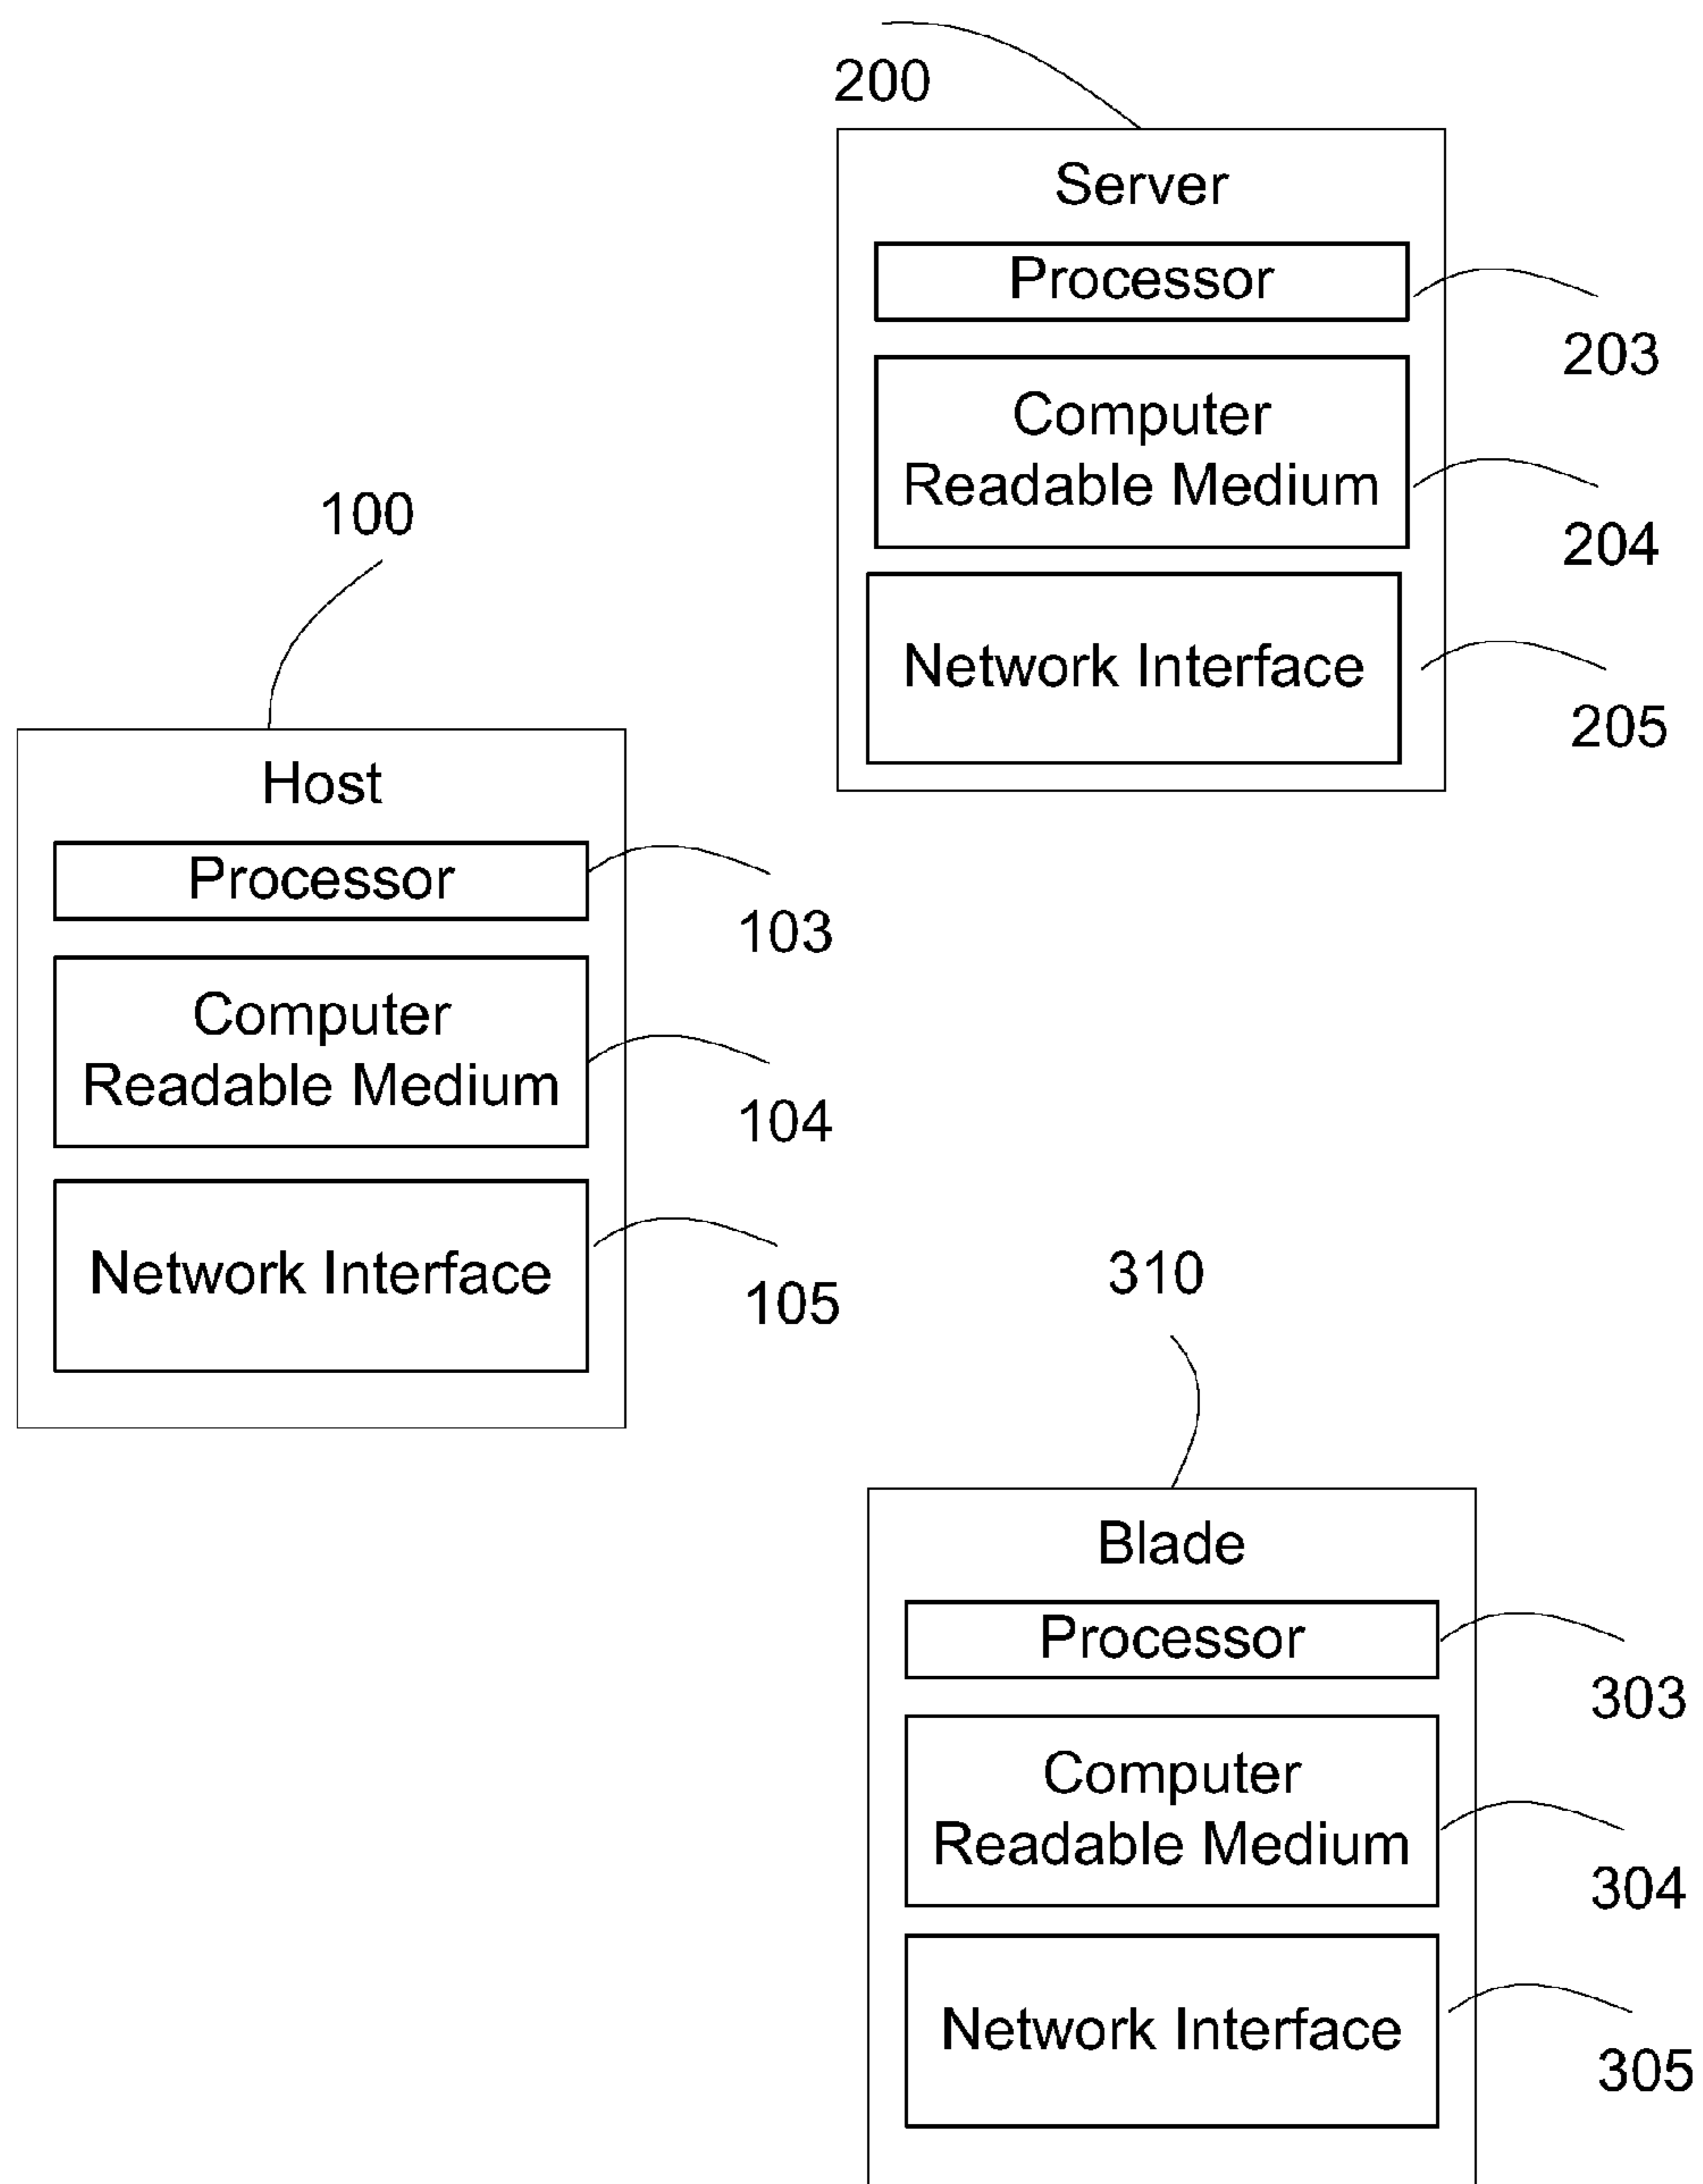 200
Server
Processor
203
Computer
Readable Medium
204
Network Interface
205
100
Host
Processor
103
Computer
Readable Medium
104
Network Interface
105
310
Blade
Processor
303
Computer
Readable Medium
304
Network Interface
305